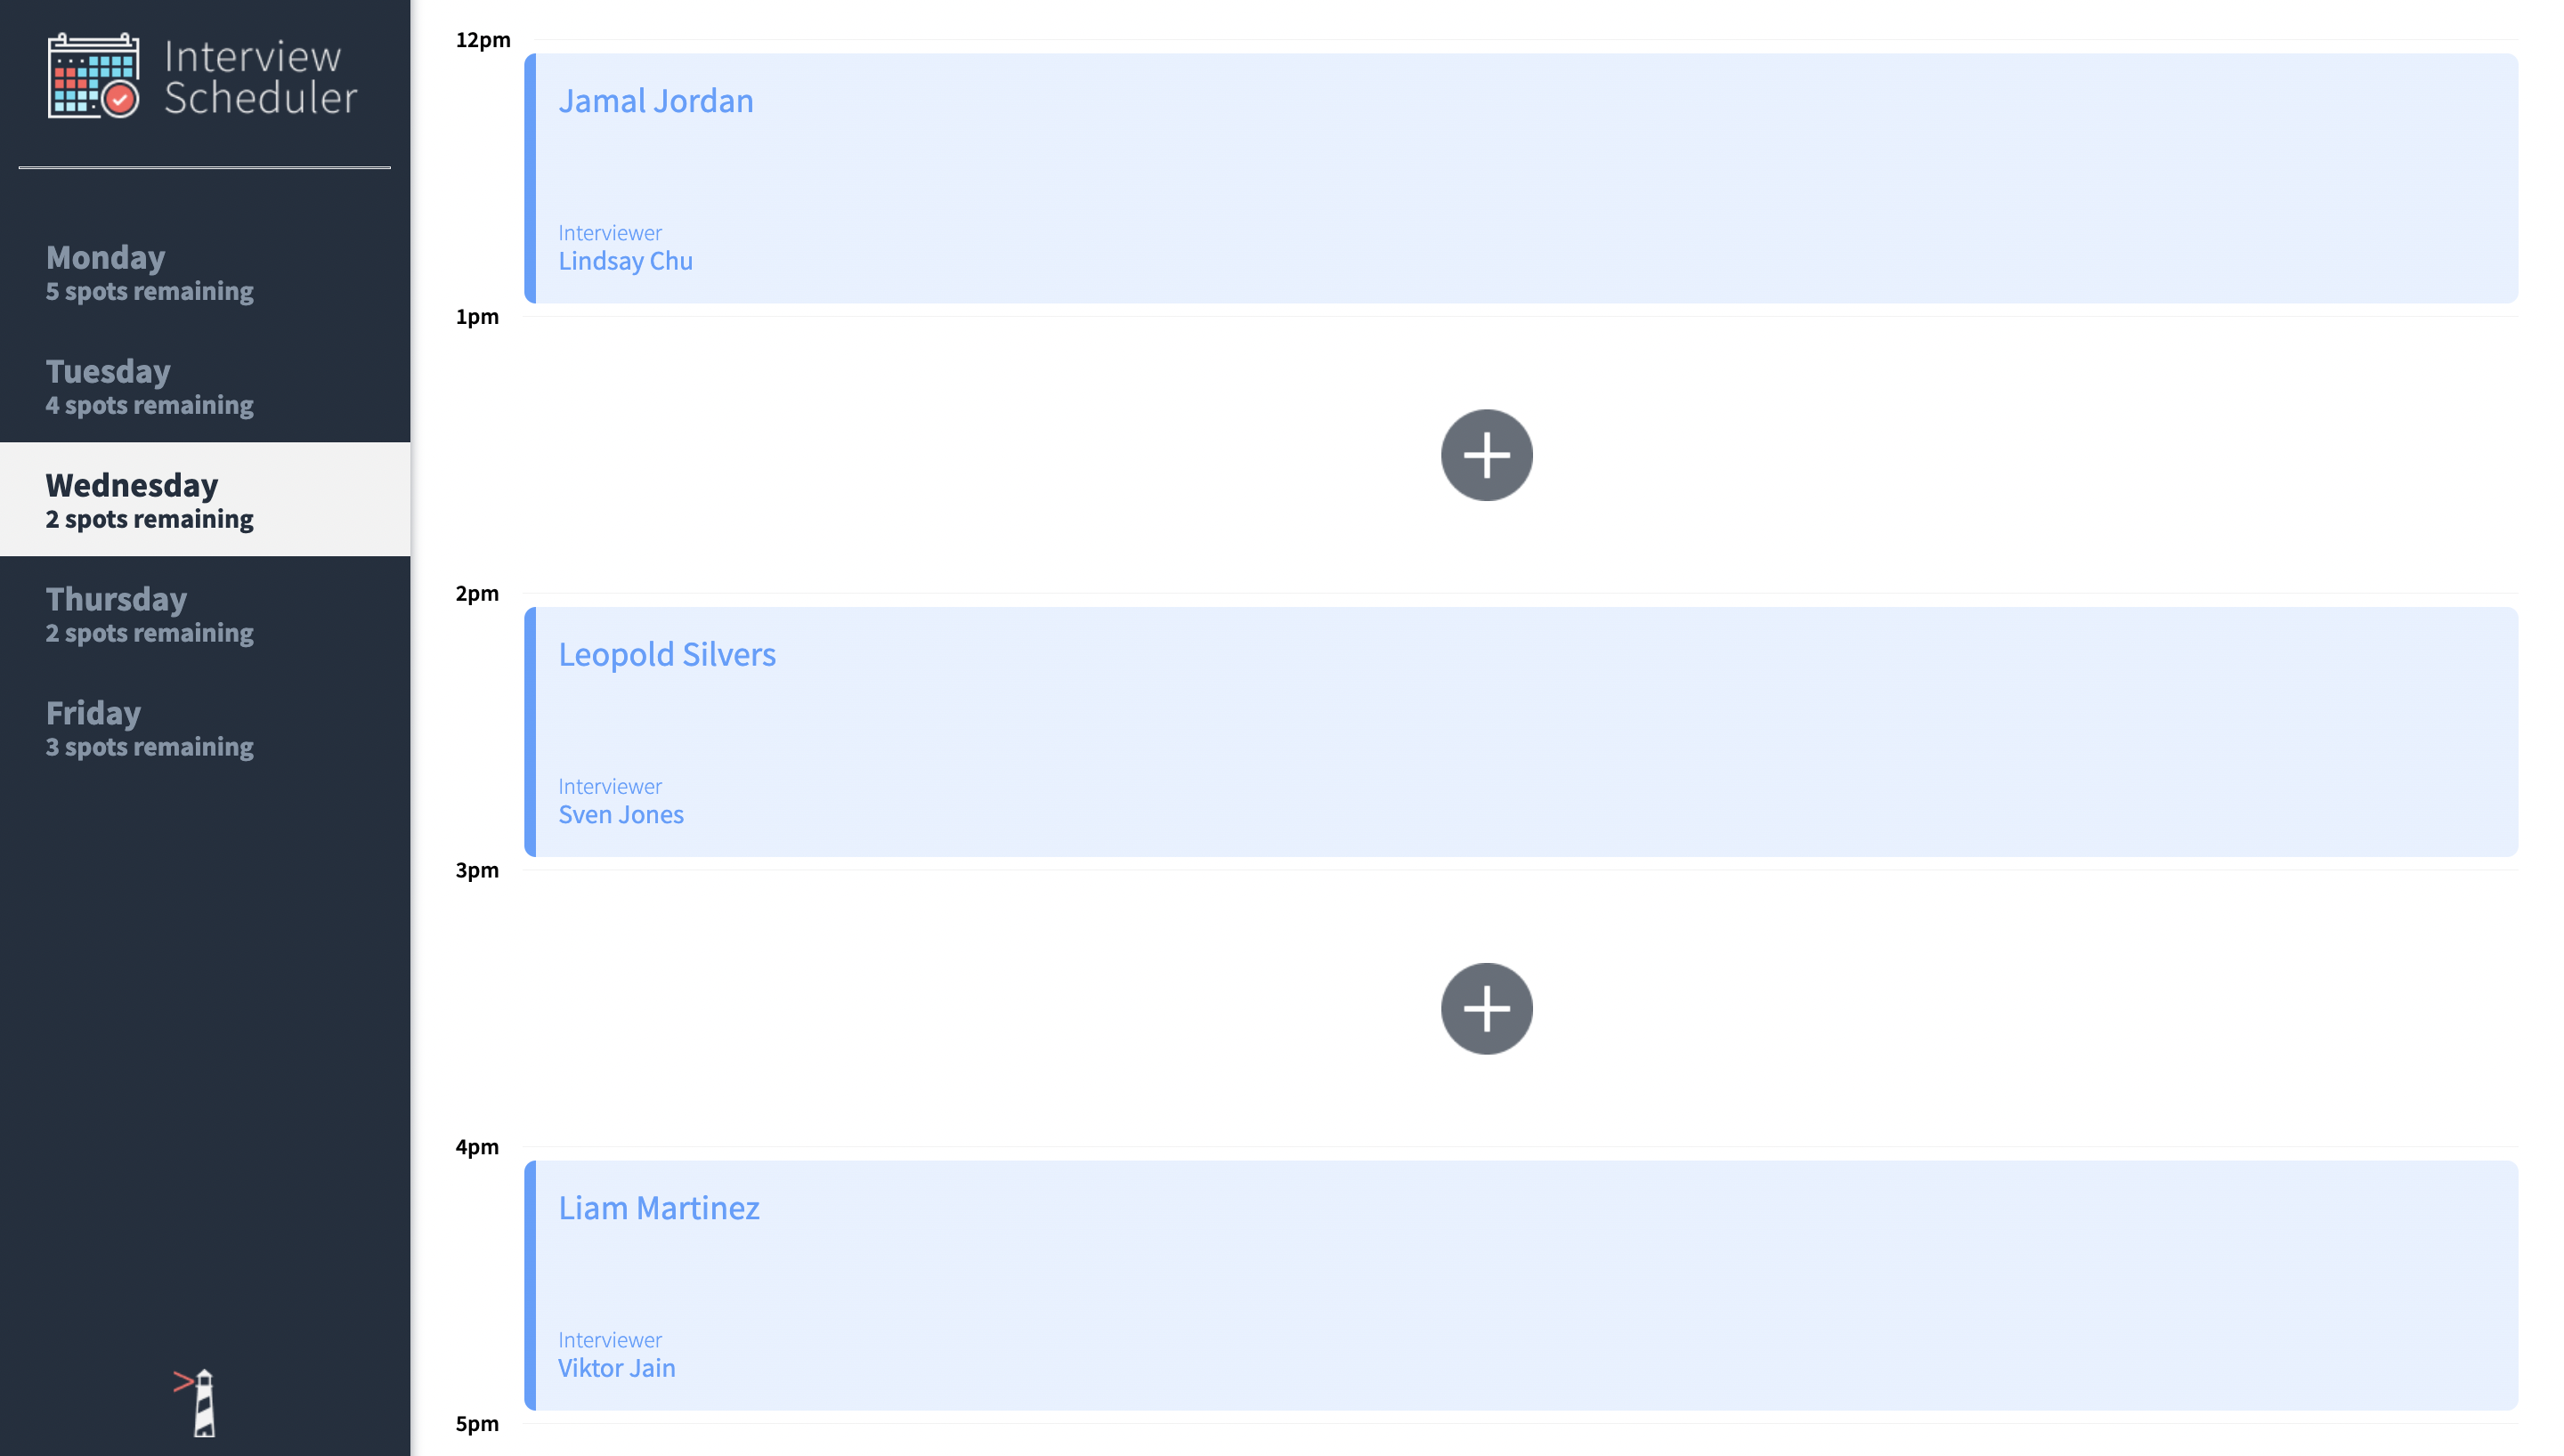 Interview
Scheduler
Monday
5 spots remaining
Tuesday
4 spots remaining
Wednesday
2 spots remaining
Thursday
2 spots remaining
Friday
3 spots remaining
12pm
Jamal Jordan
Interviewer
Lindsay Chu
1pm
2pm
Leopold Silvers
Interviewer
Sven Jones
3pm
4pm
Liam Martinez
Interviewer
Viktor Jain
5pm